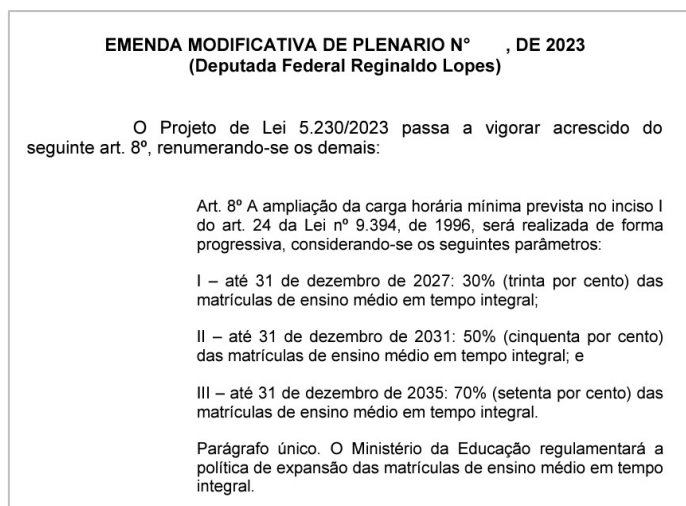 EMENDA MODIFICATIVA DE PLENARIO N° , DE 2023
(Deputada Federal Reginaldo Lopes)
O Projeto de Lei 5.230/2023 passa a vigorar acrescido do
seguinte art. 8º, renumerando-se os demais:
Art. 8º A ampliação da carga horária mínima prevista no inciso I
do art. 24 da Lei nº 9.394, de 1996, será realizada de forma
progressiva, considerando-se os seguintes parâmetros:
I – até 31 de dezembro de 2027: 30% (trinta por cento) das
matrículas de ensino médio em tempo integral;
II – até 31 de dezembro de 2031: 50% (cinquenta por cento)
das matrículas de ensino médio em tempo integral; e
III – até 31 de dezembro de 2035: 70% (setenta por cento) das
matrículas de ensino médio em tempo integral.
Parágrafo único. O Ministério da Educação regulamentará a
política de expansão das matrículas de ensino médio em tempo
integral.